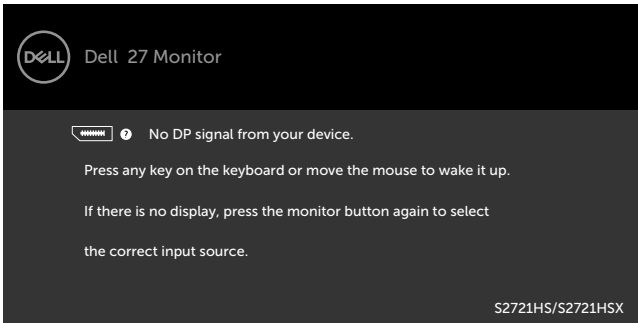 DELL
Dell 27 Monitor
? No DP signal from your device.
Press any key on the keyboard or move the mouse to wake it up.
If there is no display, press the monitor button again to select
the correct input source.
S2721HS/S2721HSX